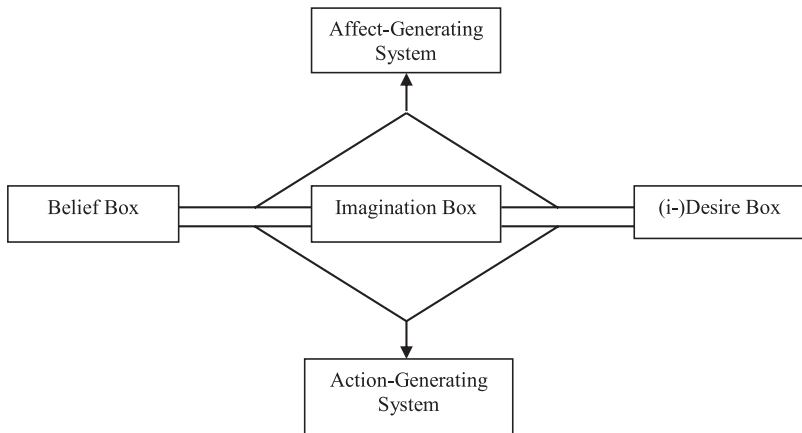 Affect-Generating
System
Belief Box
Imagination Box
(i-)Desire Box
Action-Generating
System